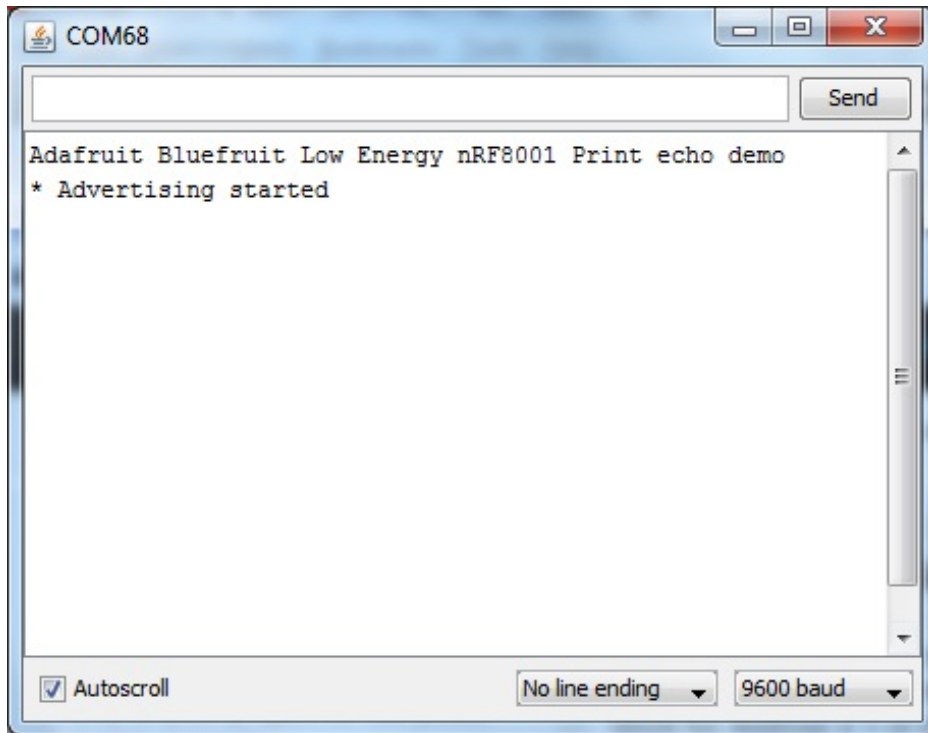 COM68
Send
Adafruit Bluefruit Low Energy nRF8001 Print echo demo
* Advertising started
Autoscroll
No line ending
9600 baud